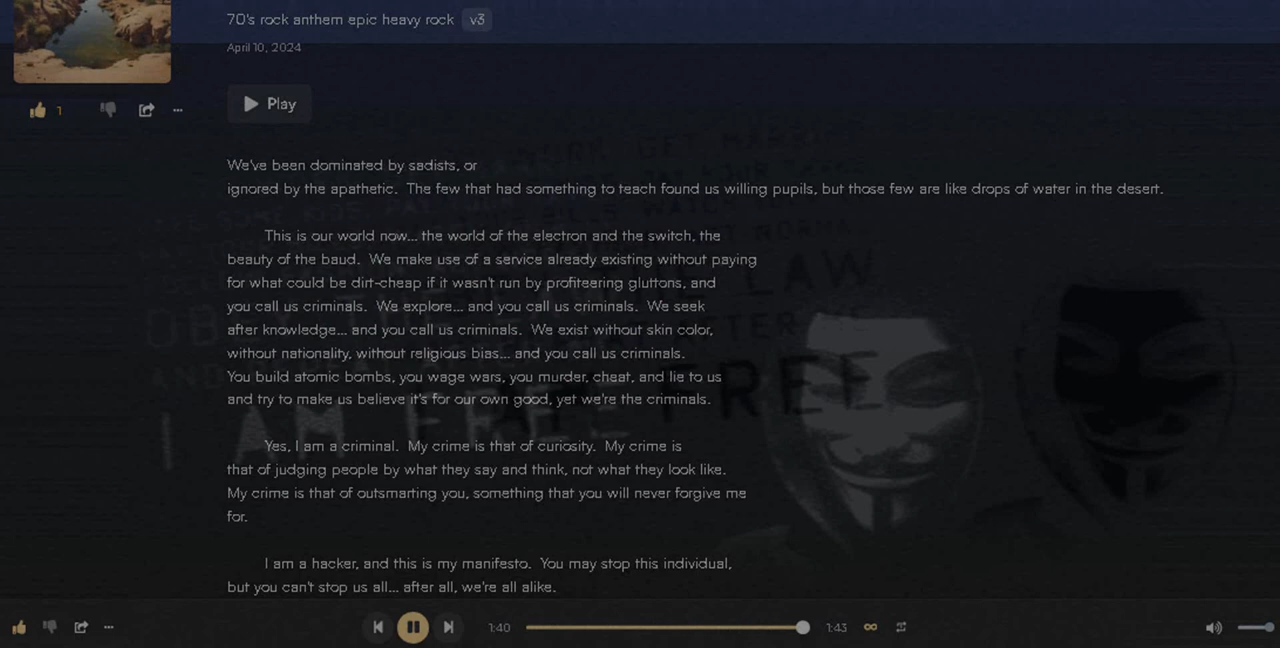 70's rock anthem epic heavy rock v3
April 10, 2024
1
Play
We've been dominated by sadists, or
ignored by the apathetic. The few that had something to teach found us willing pupils, but those few are like drops of water in the desert.
This is our world now... the world of the electron and the switch, the
beauty of the baud. We make use of a service already existing without paying
for what could be dirt-cheap if it wasn't run by profiteering gluttons, and
you call us criminals. We explore... and you call us criminals. We seek
after knowledge... and you call us criminals. We exist without skin color,
without nationality, without religious bias... and you call us criminals.
You build atomic bombs, you wage wars, you murder, cheat, and lie to us
and try to make us believe it's for our own good, yet we're the criminals.
Yes, I am a criminal. My crime is that of curiosity. My crime is
that of judging people by what they say and think, not what they look like.
My crime is that of outsmarting you, something that you will never forgive me
for.
I am a hacker, and this is my manifesto. You may stop this individual,
but you can't stop us all... after all, we're all alike.
WORK GET
LAW
AFTER
I AM FREE FREE
1:40 1:43